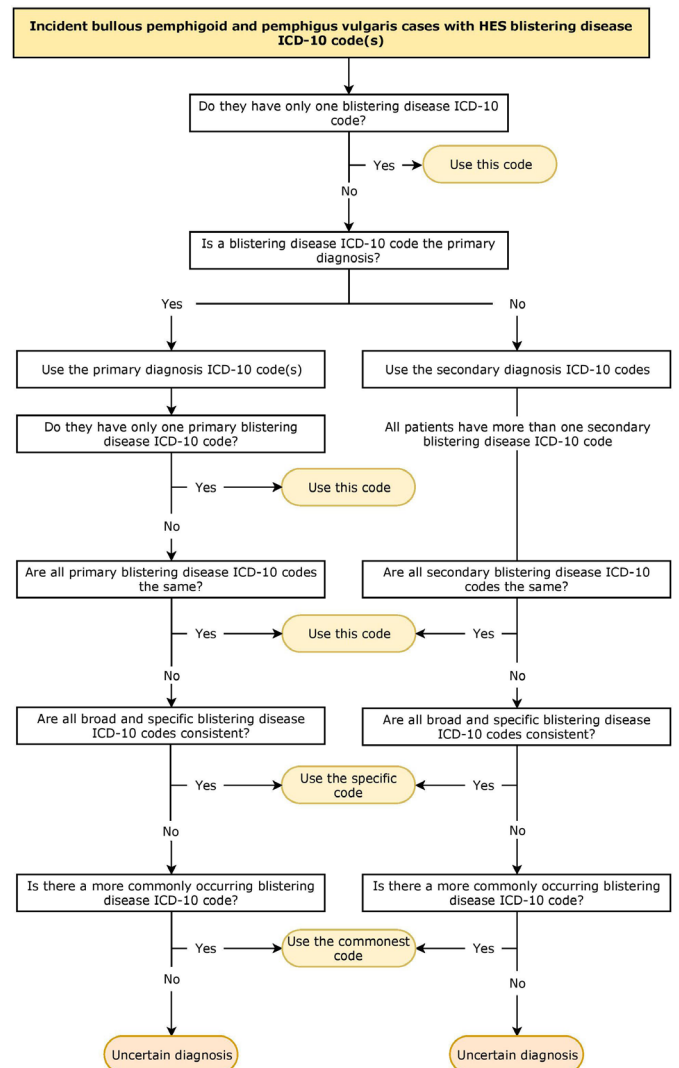 Incident bullous pemphigoid and pemphigus vulgaris cases with HES blistering disease
ICD-10 code(s)
Do they have only one blistering disease ICD-10
code?
Yes
Use this code
No
Is a blistering disease ICD-10 code the primary
diagnosis?
Yes
No
Use the primary diagnosis ICD-10 code(s)
Use the secondary diagnosis ICD-10 codes
Do they have only one primary blistering
disease ICD-10 code?
All patients have more than one secondary
blistering disease ICD-10 code
Yes
Use this code
No
Are all primary blistering disease ICD-10 codes
the same?
Are all secondary blistering disease ICD-10
codes the same?
Yes
Use this code
Yes
No
No
Are all broad and specific blistering disease
ICD-10 codes consistent?
Are all broad and specific blistering disease
ICD-10 codes consistent?
Yes
Use the specific
code
Yes
No
No
Is there a more commonly occurring blistering
disease ICD-10 code?
Is there a more commonly occurring blistering
disease ICD-10 code?
Yes
Use the commonest
code
Yes
No
No
Uncertain diagnosis
Uncertain diagnosis